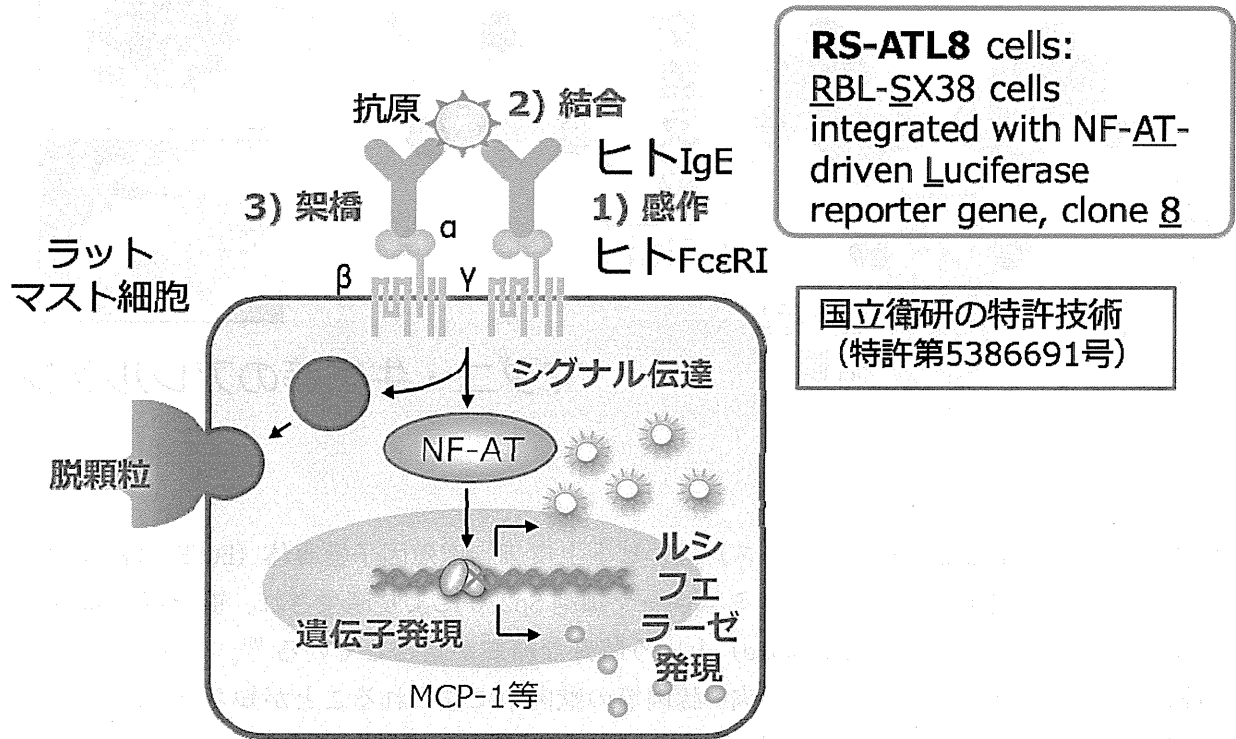 RS-ATL8 cells:
RBL-SX38 cells
integrated with NF-AT-
driven Luciferase
reporter gene, clone 8
国立衛研の特許技術
（特許第5386691号）
抗原
2) 結合
ヒトIgE
3) 架橋
1) 感作
α
ヒトFcεRI
ラット
マスト細胞
β
γ
シグナル伝達
NF-AT
脱顆粒
ルシ
フェ
ラーゼ
発現
遺伝子発現
MCP-1等